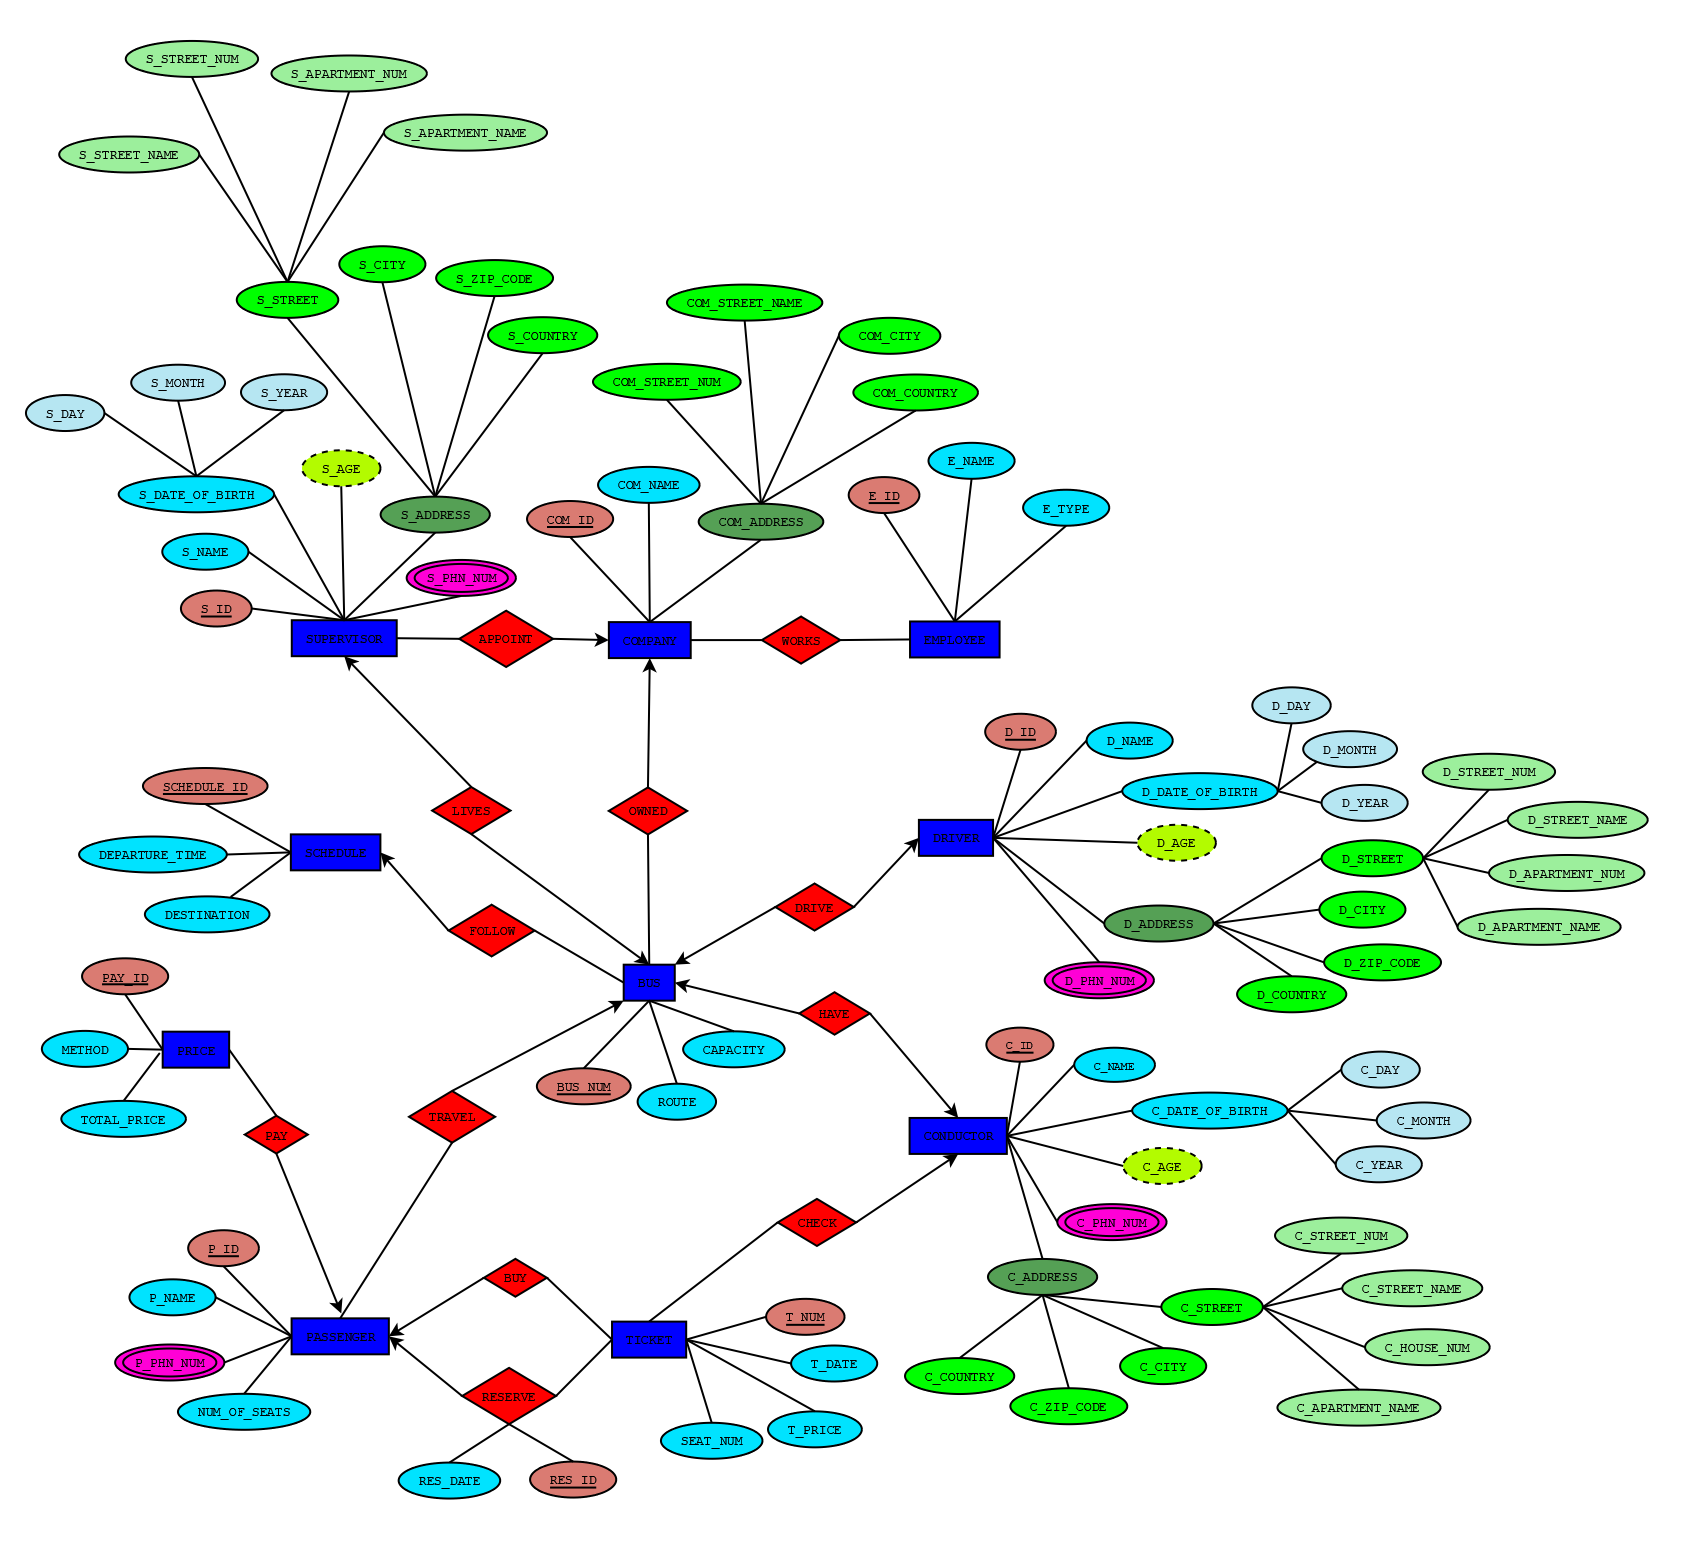 S_STREET_NUM
S_APARTMENT_NUM
S_APARTMENT_NAME
S_STREET_NAME
S_CITY
S_ZIP_CODE
S_STREET
COM_STREET_NAME
S_COUNTRY
COM_CITY
S_MONTH
S_YEAR
COM_STREET_NUM
COM_COUNTRY
S_DAY
S_AGE
E_NAME
S_DATE_OF_BIRTH
COM_NAME
E_ID
S_ADDRESS
COM_ID
COM_ADDRESS
E_TYPE
S_NAME
S_PHN_NUM
S_ID
SUPERVISOR
APPOINT
COMPANY
WORKS
EMPLOYEE
D_DAY
D_ID
D_NAME
D_MONTH
D_STREET_NUM
SCHEDULE_ID
D_DATE_OF_BIRTH
D_YEAR
LIVES
OWNED
D_STREET_NAME
DRIVER
D_AGE
DEPARTURE_TIME
SCHEDULE
D_STREET
D_APARTMENT_NUM
DESTINATION
DRIVE
D_CITY
FOLLOW
D_ADDRESS
D_APARTMENT_NAME
D_ZIP_CODE
PAY_ID
BUS
D_PHN_NUM
D_COUNTRY
HAVE
METHOD
PRICE
CAPACITY
C_ID
C_NAME
C_DAY
BUS_NUM
ROUTE
TOTAL_PRICE
TRAVEL
C_DATE_OF_BIRTH
C_MONTH
PAY
CONDUCTOR
C_AGE
C_YEAR
CHECK
C_PHN_NUM
C_STREET_NUM
P_ID
BUY
C_ADDRESS
C_STREET_NAME
P_NAME
C_STREET
T_NUM
PASSENGER
TICKET
C_HOUSE_NUM
P_PHN_NUM
T_DATE
C_CITY
C_COUNTRY
RESERVE
C_ZIP_CODE
C_APARTMENT_NAME
NUM_OF_SEATS
T_PRICE
SEAT_NUM
RES_DATE
RES_ID